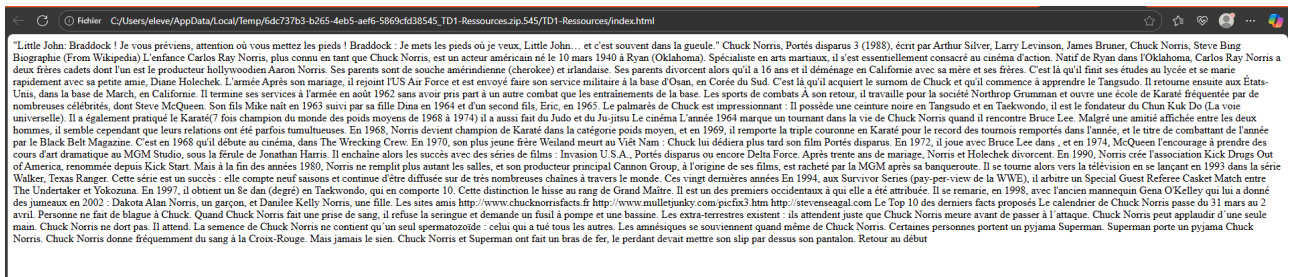 Fichier C:/Users/eleve/AppData/Local/Temp/6dc737b3-b265-4eb5-aef6-5869cfd38545_TD1-Ressources.zip.545/TD1-Ressources/index.html
"Little John: Braddock ! Je vous préviens, attention où vous mettez les pieds ! Braddock : Je mets les pieds où je veux, Little John… et c'est souvent dans la gueule." Chuck Norris, Portés disparus 3 (1988), écrit par Arthur Silver, Larry Levinson, James Bruner, Chuck Norris, Steve Bing
Biographie (From Wikipedia) L'enfance Carlos Ray Norris, plus connu en tant que Chuck Norris, est un acteur américain né le 10 mars 1940 à Ryan (Oklahoma). Spécialiste en arts martiaux, il s'est essentiellement consacré au cinéma d'action. Natif de Ryan dans l'Oklahoma, Carlos Ray Norris a
deux frères cadets dont l'un est le producteur hollywoodien Aaron Norris. Ses parents sont de souche amérindienne (cherokee) et irlandaise. Ses parents divorcent alors qu'il a 16 ans et il déménage en Californie avec sa mère et ses frères. C'est là qu'il finit ses études au lycée et se marie
rapidement avec sa petite amie, Diane Holechek. L'armée Après son mariage, il rejoint l'US Air Force et est envoyé faire son service militaire à la base d'Osan, en Corée du Sud. C'est là qu'il acquiert le surnom de Chuck et qu'il commence à apprendre le Tangsudo. Il retourne ensuite aux États-
Unis, dans la base de March, en Californie. Il termine ses services à l'armée en août 1962 sans avoir pris part à un autre combat que les entraînements de la base. Les sports de combats À son retour, il travaille pour la société Northrop Grumman et ouvre une école de Karaté fréquentée par de
nombreuses célébrités, dont Steve McQueen. Son fils Mike naît en 1963 suivi par sa fille Dina en 1964 et d'un second fils, Eric, en 1965. Le palmarès de Chuck est impressionnant : Il possède une ceinture noire en Tangsudo et en Taekwondo, il est le fondateur du Chun Kuk Do (La voie
universelle). Il a également pratiqué le Karaté(7 fois champion du monde des poids moyens de 1968 à 1974) il a aussi fait du Judo et du Ju-jitsu Le cinéma L'année 1964 marque un tournant dans la vie de Chuck Norris quand il rencontre Bruce Lee. Malgré une amitié affichée entre les deux
hommes, il semble cependant que leurs relations ont été parfois tumultueuses. En 1968, Norris devient champion de Karaté dans la catégorie poids moyen, et en 1969, il remporte la triple couronne en Karaté pour le record des tournois remportés dans l'année, et le titre de combattant de l'année
par le Black Belt Magazine. C'est en 1968 qu'il débute au cinéma, dans The Wrecking Crew. En 1970, son plus jeune frère Weiland meurt au Viêt Nam : Chuck lui dédiera plus tard son film Portés disparus. En 1972, il joue avec Bruce Lee dans , et en 1974, McQueen l'encourage à prendre des
cours d'art dramatique au MGM Studio, sous la férule de Jonathan Harris. Il enchaine alors les succès avec des séries de films : Invasion U.S.A., Portés disparus ou encore Delta Force. Après trente ans de mariage, Norris et Holechek divorcent. En 1990, Norris crée l'association Kick Drugs Out
of America, renommée depuis Kick Start. Mais à la fin des années 1980, Norris ne remplit plus autant les salles, et son producteur principal Cannon Group, à l'origine de ses films, est racheté par la MGM après sa banqueroute. Il se tourne alors vers la télévision en se lançant en 1993 dans la série
Walker, Texas Ranger. Cette série est un succès : elle compte neuf saisons et continue d'être diffusée sur de très nombreuses chaînes à travers le monde. Ces vingt dernières années En 1994, aux Survivor Series (pay-per-view de la WWE), il arbitre un Special Guest Referee Casket Match entre
The Undertaker et Yokozuna. En 1997, il obtient un 8e dan (degré) en Taekwondo, qui en comporte 10. Cette distinction le hisse au rang de Grand Maître. Il est un des premiers occidentaux à qui elle a été attribuée. Il se remarie, en 1998, avec l'ancien mannequin Gena O'Kelley qui lui a donné
des jumeaux en 2002 : Dakota Alan Norris, un garçon, et Danilee Kelly Norris, une fille. Les sites amis http://www.chucknorrisfacts.fr http://www.mulletjunky.com/picfix3.htm http://stevenseagal.com Le Top 10 des derniers facts proposés Le calendrier de Chuck Norris passe du 31 mars au 2
avril. Personne ne fait de blague à Chuck. Quand Chuck Norris fait une prise de sang, il refuse la seringue et demande un fusil à pompe et une bassine. Les extra-terrestres existent : ils attendent juste que Chuck Norris meure avant de passer à l´attaque. Chuck Norris peut applaudir d´une seule
main. Chuck Norris ne dort pas. Il attend. La semence de Chuck Norris ne contient qu´un seul spermatozoïde : celui qui a tué tous les autres. Les amnésiques se souviennent quand même de Chuck Norris. Certaines personnes portent un pyjama Superman. Superman porte un pyjama Chuck
Norris. Chuck Norris donne fréquemment du sang à la Croix-Rouge. Mais jamais le sien. Chuck Norris et Superman ont fait un bras de fer, le perdant devait mettre son slip par dessus son pantalon. Retour au début